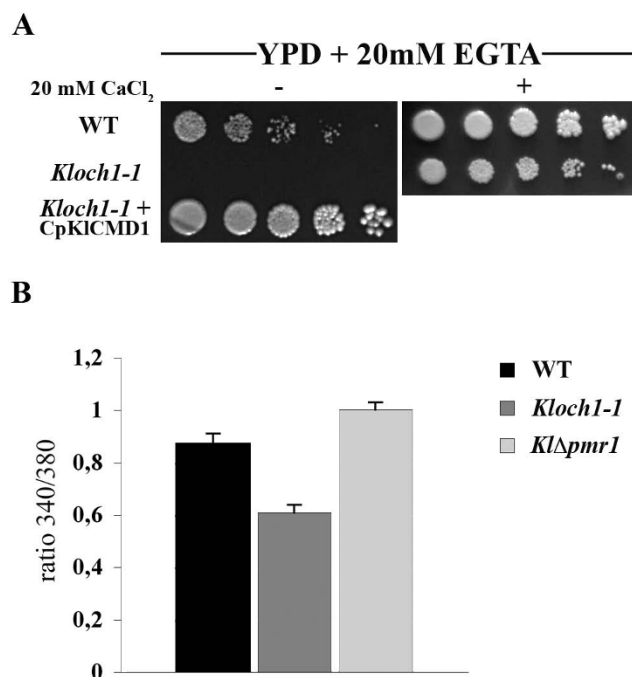 A
YPD + 20mM EGTA
20 mM CaCl₂ - +
WT
Kloch1-1
Kloch1-1 +
CpKlCMD1
B
1,2
1
0,8
0,6
0,4
0,2
0
ratio 340/380
WT
Kloch1-1
KlΔpmr1